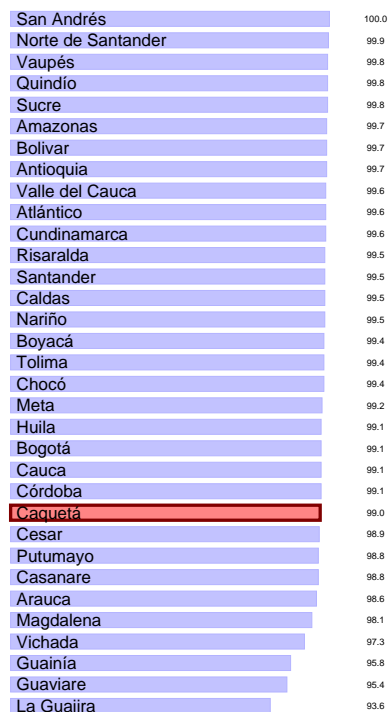 San Andrés 100.0
Norte de Santander 99.9
Vaupés 99.8
Quindío 99.8
Sucre 99.8
Amazonas 99.7
Bolivar 99.7
Antioquia 99.7
Valle del Cauca 99.6
Atlántico 99.6
Cundinamarca 99.6
Risaralda 99.5
Santander 99.5
Caldas 99.5
Nariño 99.5
Boyacá 99.4
Tolima 99.4
Chocó 99.4
Meta 99.2
Huila 99.1
Bogotá 99.1
Cauca 99.1
Córdoba 99.1
Caquetá 99.0
Cesar 98.9
Putumayo 98.8
Casanare 98.8
Arauca 98.6
Magdalena 98.1
Vichada 97.3
Guainía 95.8
Guaviare 95.4
La Guajira 93.6